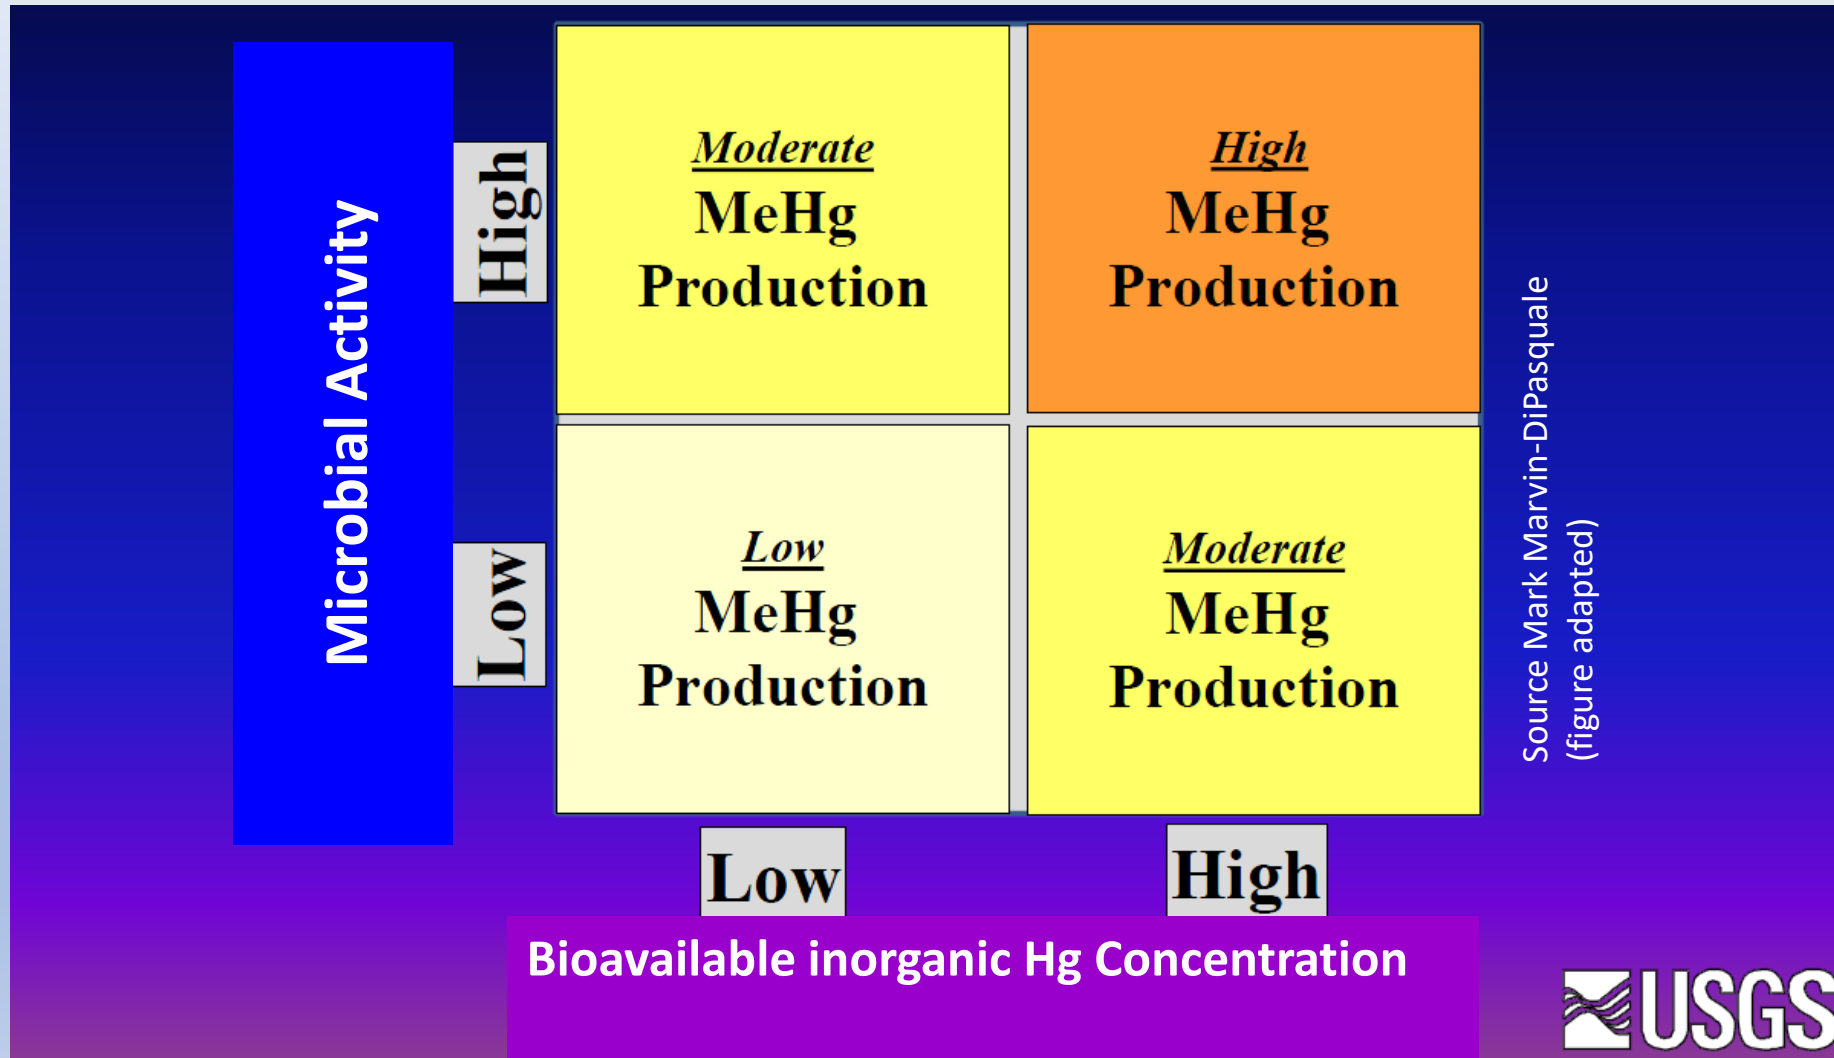 Microbial Activity
High
Low
Moderate
MeHg
Production
High
MeHg
Production
Low
MeHg
Production
Moderate
MeHg
Production
Low
High
Bioavailable inorganic Hg Concentration
Source Mark Marvin-DiPasquale
(figure adapted)
USGS